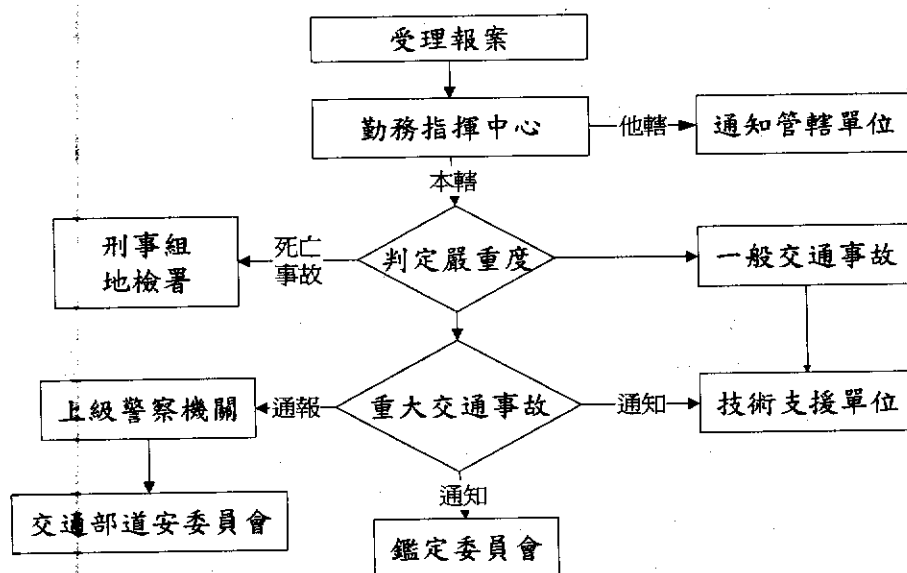 受理報案
勤務指揮中心
他轄
通知管轄單位
本轄
刑事組
地檢署
死亡
事故
判定嚴重度
一般交通事故
上級警察機關
通報
重大交通事故
通知
技術支援單位
交通部道安委員會
通知
鑑定委員會